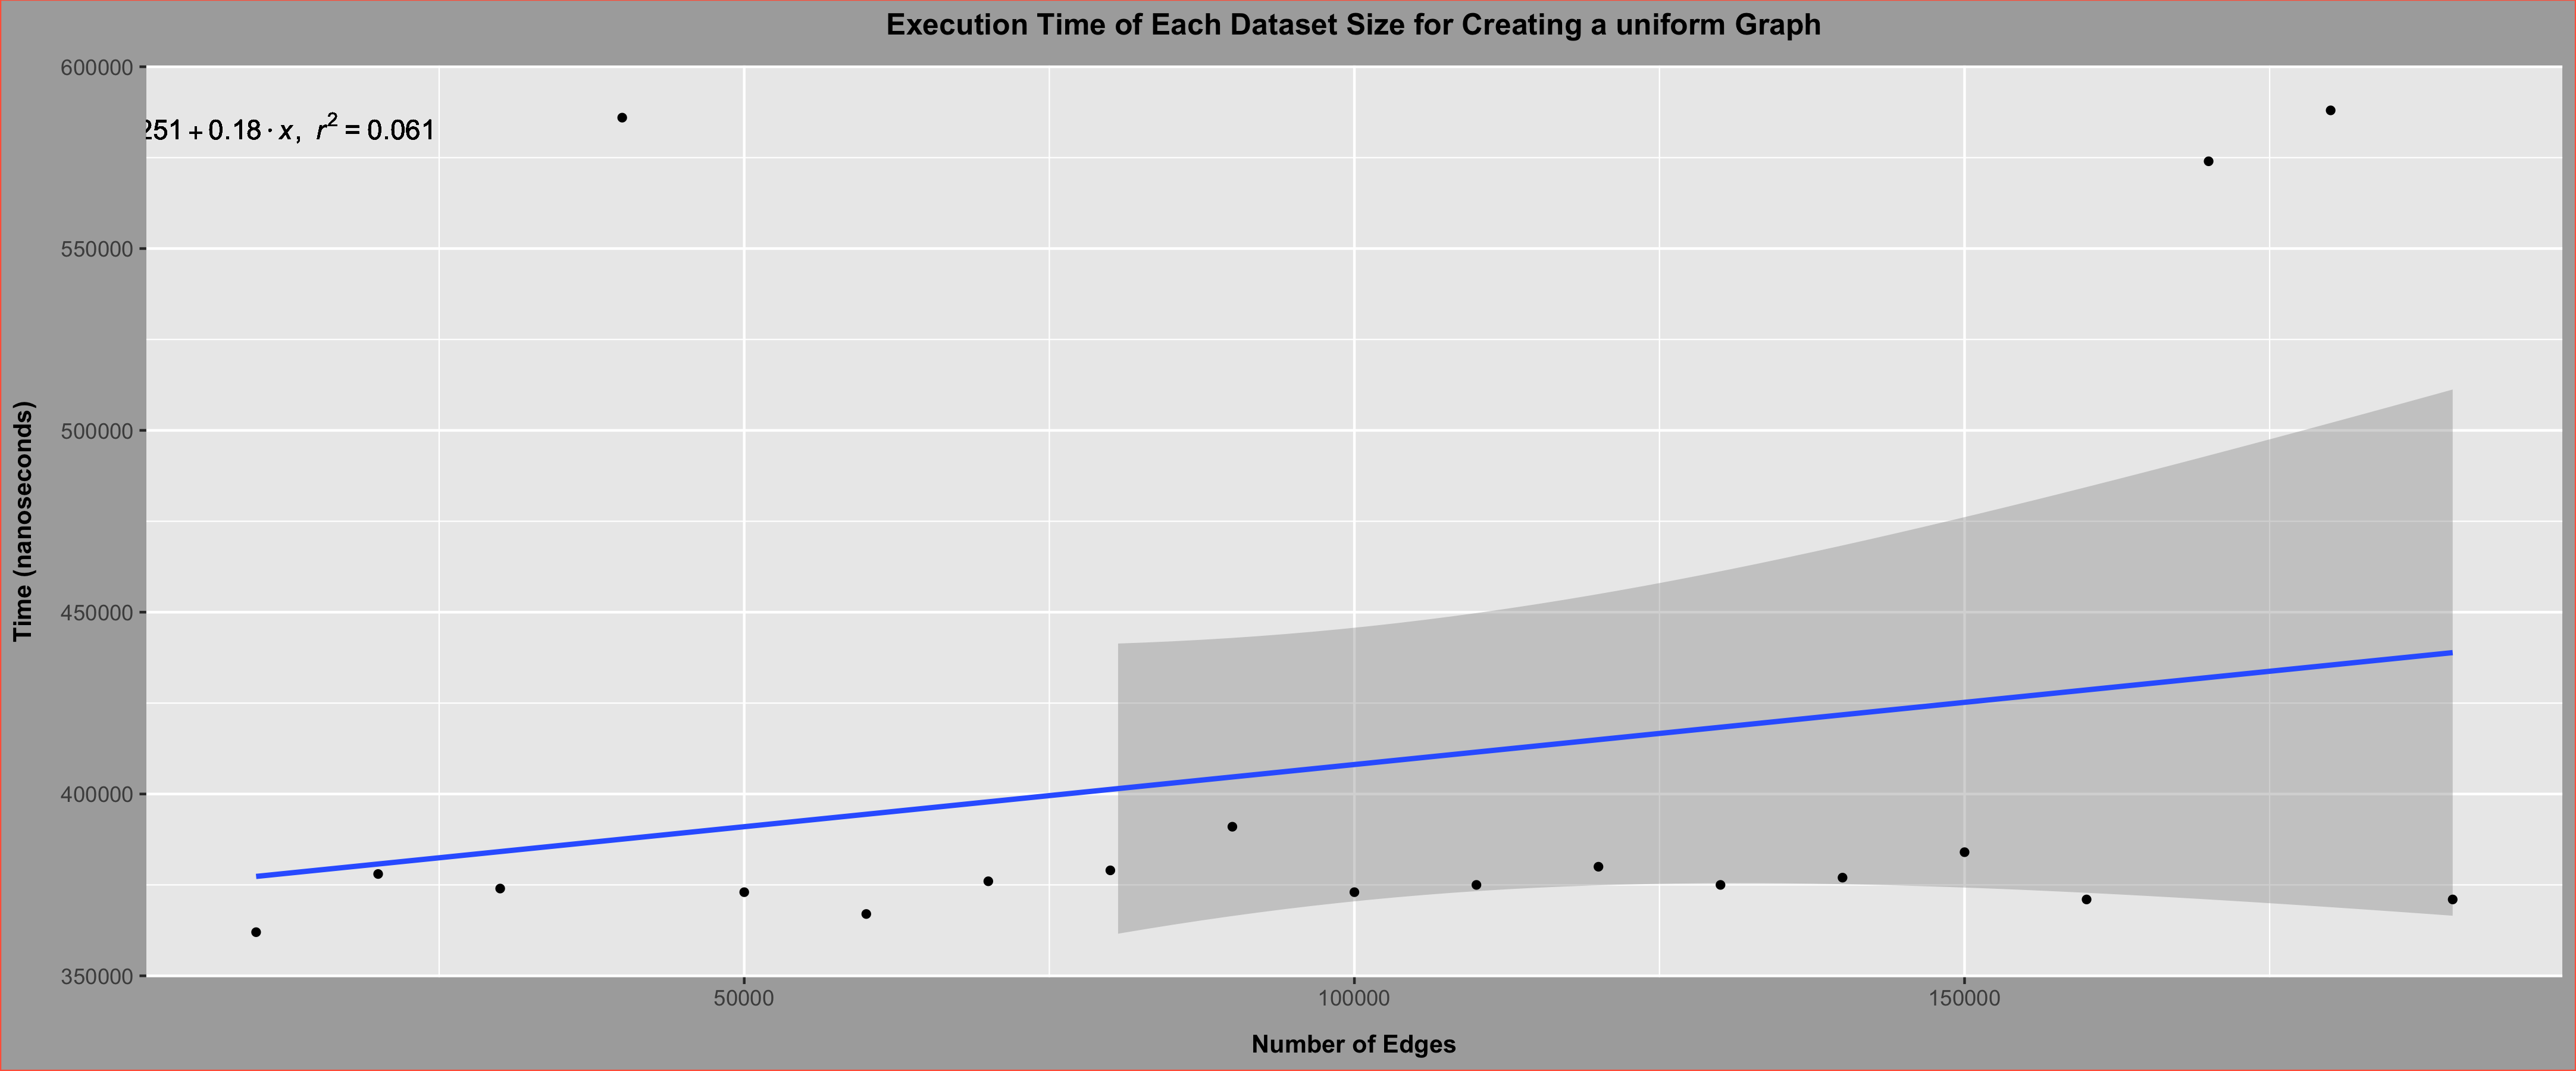 Execution Time of Each Dataset Size for Creating a uniform Graph
600000
251 + 0.18 · x, r² = 0.061
550000
500000
450000
400000
350000
Time (nanoseconds)
50000 100000 150000
Number of Edges